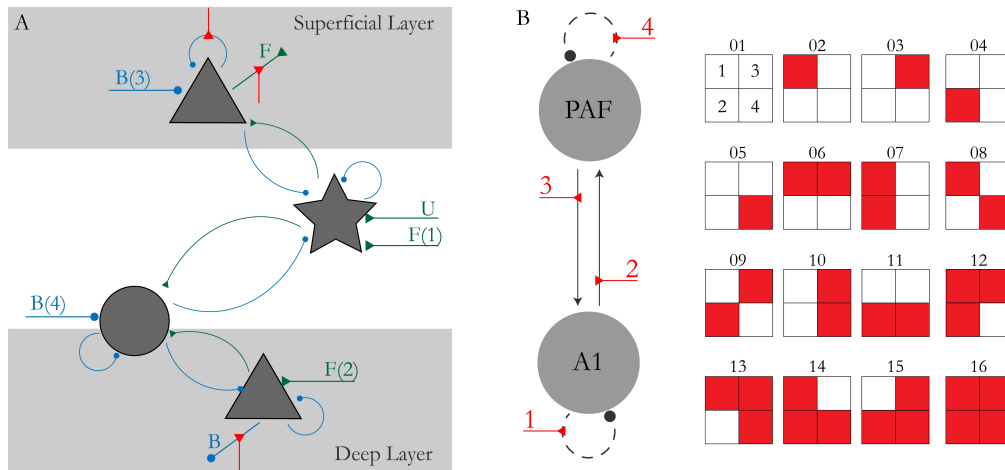 A
Superficial Layer
F
B(3)
U
F(1)
B(4)
F(2)
B
Deep Layer
B
4
PAF
3
2
A1
1
01 02 03 04
1 3
2 4
05 06 07 08
09 10 11 12
13 14 15 16